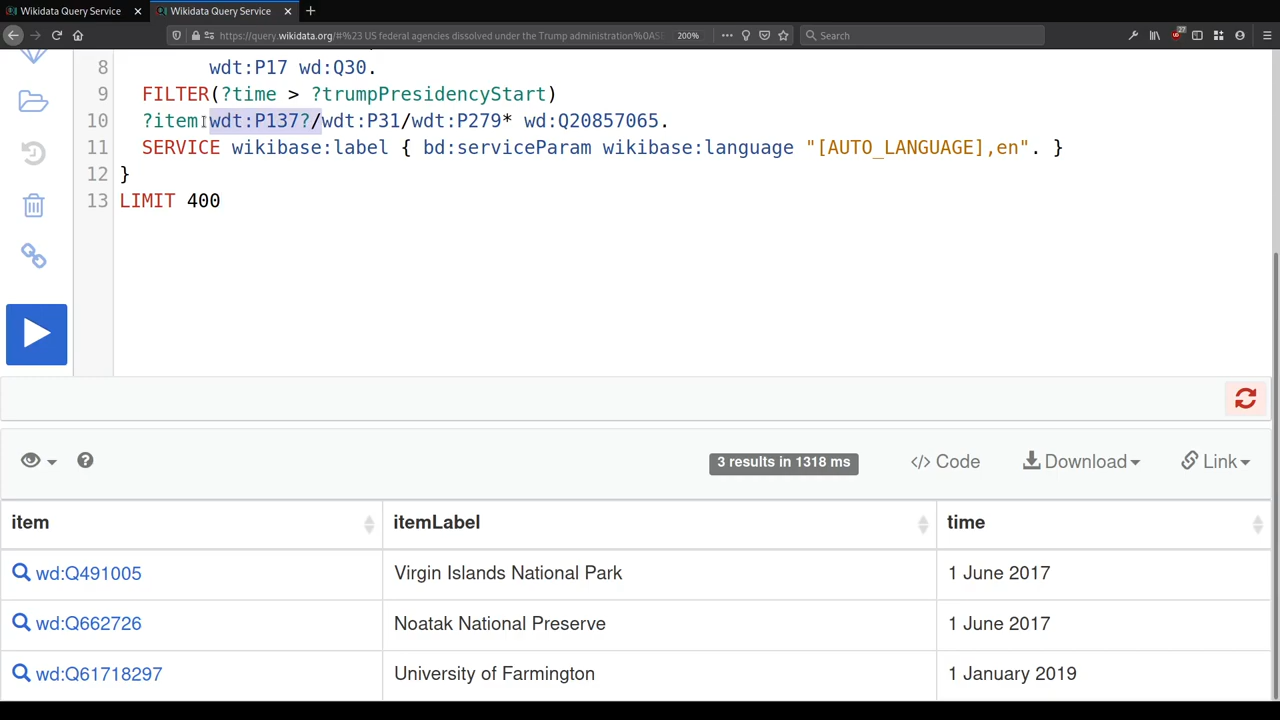 Wikidata Query Service
Wikidata Query Service
https://query.wikidata.org/#%23 US federal agencies dissolved under the Trump administration%0ASE
200%
Search
27
8 wdt:P17 wd:Q30.
9 FILTER(?time > ?trumpPresidencyStart)
10 ?item wdt:P137?/wdt:P31/wdt:P279* wd:Q20857065.
11 SERVICE wikibase:label { bd:serviceParam wikibase:language "[AUTO_LANGUAGE],en". }
12 }
13 LIMIT 400
3 results in 1318 ms
</> Code
Download
Link
item itemLabel time
wd:Q491005 Virgin Islands National Park 1 June 2017
wd:Q662726 Noatak National Preserve 1 June 2017
wd:Q61718297 University of Farmington 1 January 2019